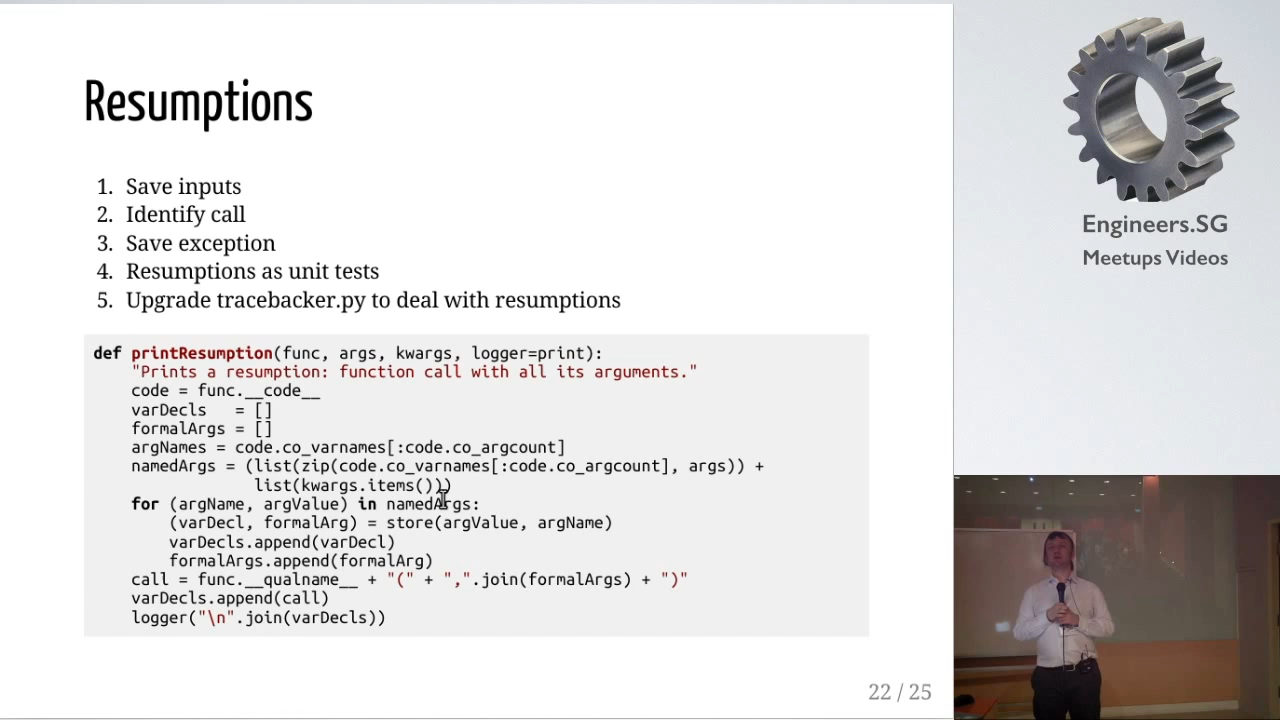 Resumptions
1. Save inputs
2. Identify call
3. Save exception
4. Resumptions as unit tests
5. Upgrade tracebacker.py to deal with resumptions
def printResumption(func, args, kwargs, logger=print):
    "Prints a resumption: function call with all its arguments."
    code = func.__code__
    varDecls   = []
    formalArgs = []
    argNames = code.co_varnames[:code.co_argcount]
    namedArgs = (list(zip(code.co_varnames[:code.co_argcount], args)) +
                 list(kwargs.items()))
    for (argName, argValue) in namedArgs:
        (varDecl, formalArg) = store(argValue, argName)
        varDecls.append(varDecl)
        formalArgs.append(formalArg)
    call = func.__qualname__ + "(" + ",".join(formalArgs) + ")"
    varDecls.append(call)
    logger("\n".join(varDecls))
22 / 25
Engineers.SG
Meetups Videos